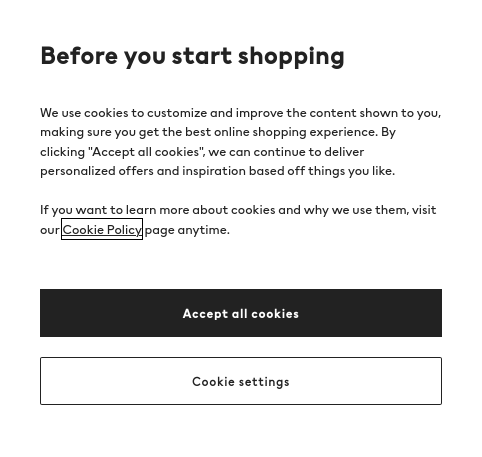 Before you start shopping
We use cookies to customize and improve the content shown to you,
making sure you get the best online shopping experience. By
clicking "Accept all cookies", we can continue to deliver
personalized offers and inspiration based off things you like.
If you want to learn more about cookies and why we use them, visit
our Cookie Policy page anytime.
Accept all cookies
Cookie settings